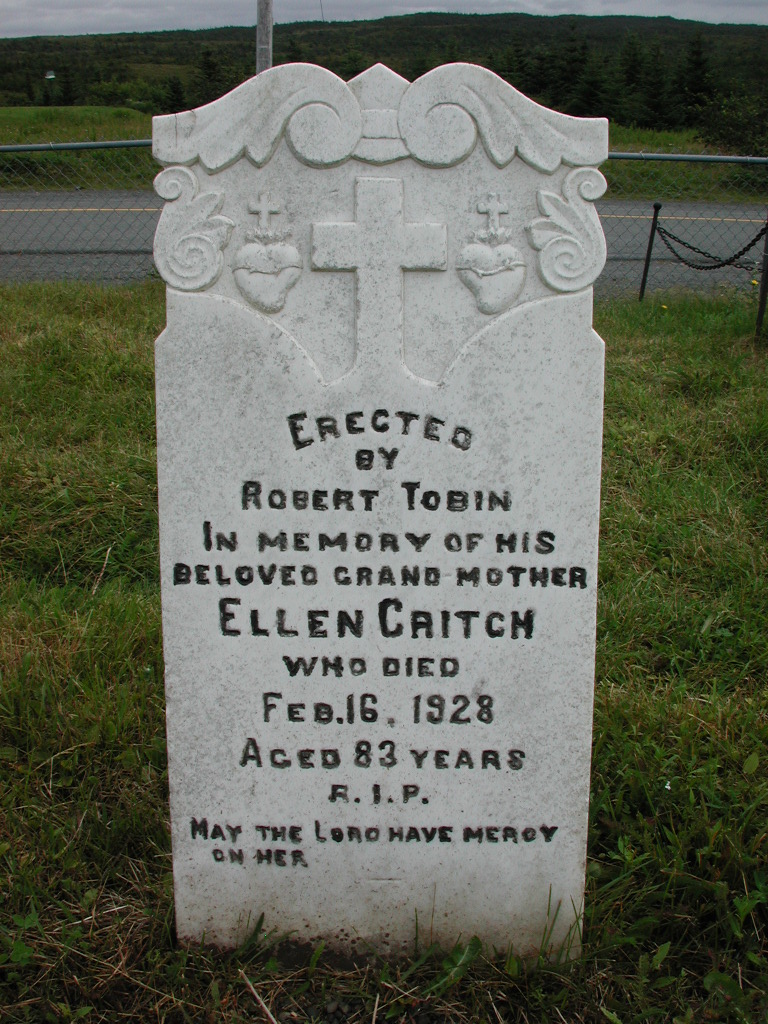 ERECTED
BY
ROBERT TOBIN
IN MEMORY OF HIS
BELOVED GRAND MOTHER
ELLEN CRITCH
WHO DIED
FEB. 16, 1928
AGED 83 YEARS
R. I. P.
MAY THE LORD HAVE MERCY
ON HER